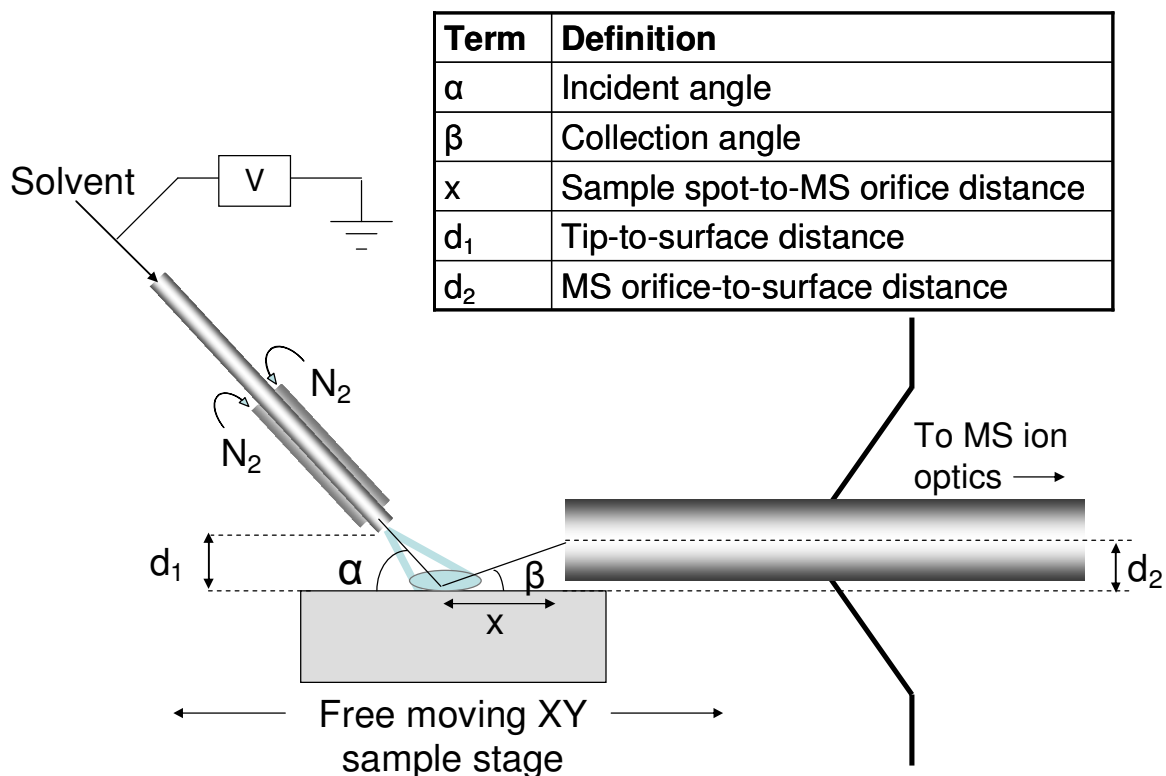 Term Definition
α Incident angle
β Collection angle
x Sample spot-to-MS orifice distance
d₁ Tip-to-surface distance
d₂ MS orifice-to-surface distance
Solvent
V
N₂
N₂
To MS ion
optics
d₁
α
β
d₂
x
Free moving XY
sample stage